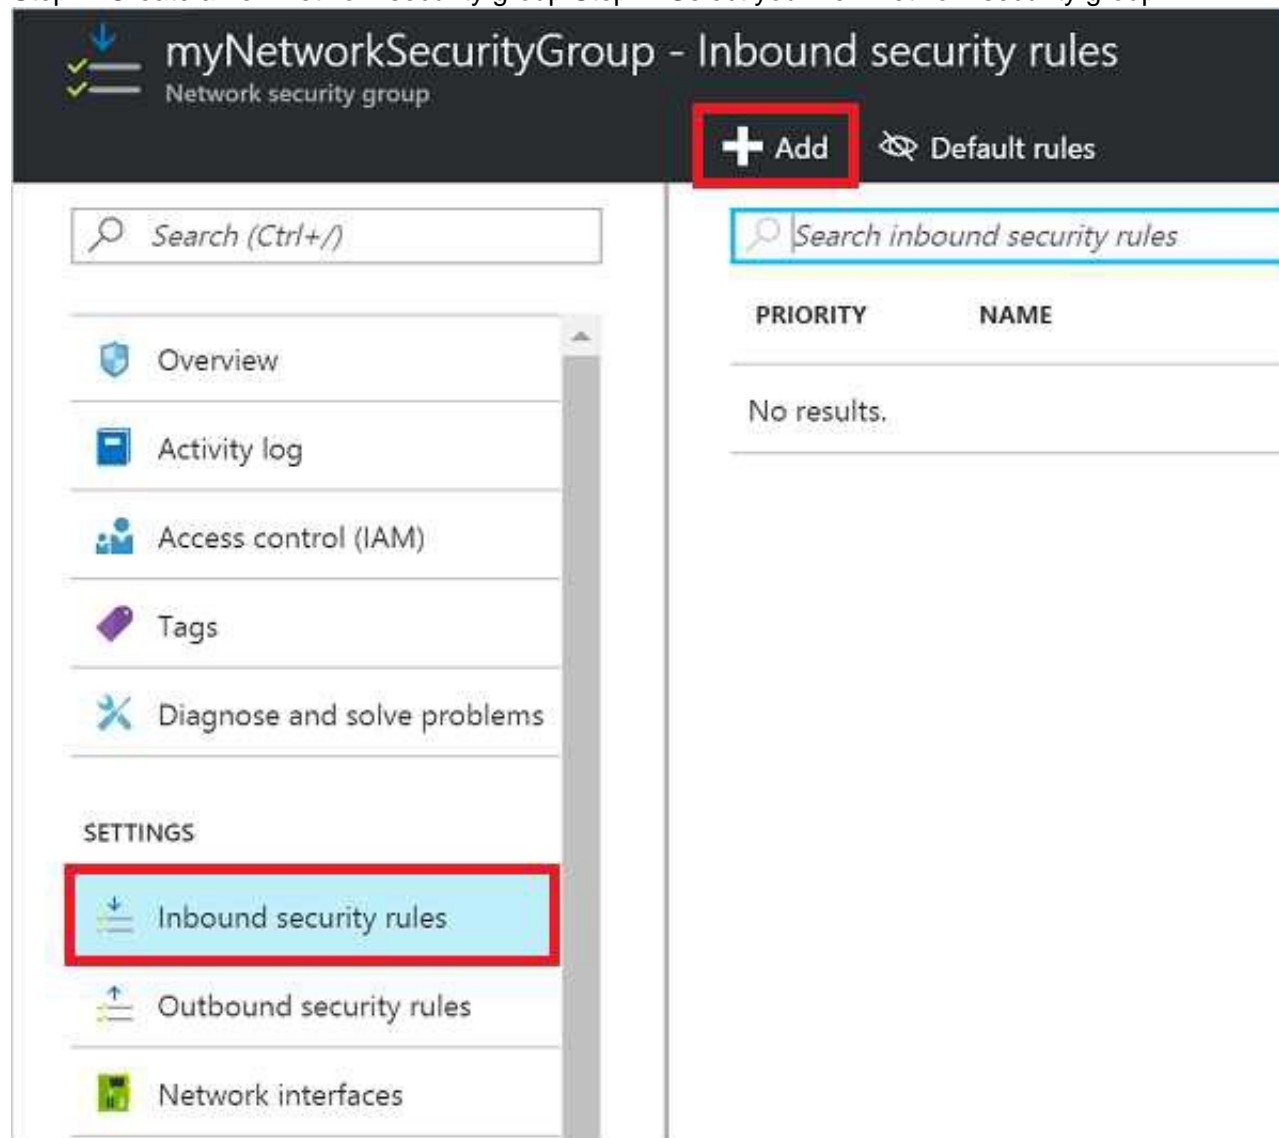 myNetworkSecurityGroup - Inbound security rules
Network security group
Add
Default rules
Search (Ctrl+/)
Search inbound security rules
PRIORITY NAME
No results.
Overview
Activity log
Access control (IAM)
Tags
Diagnose and solve problems
SETTINGS
Inbound security rules
Outbound security rules
Network interfaces